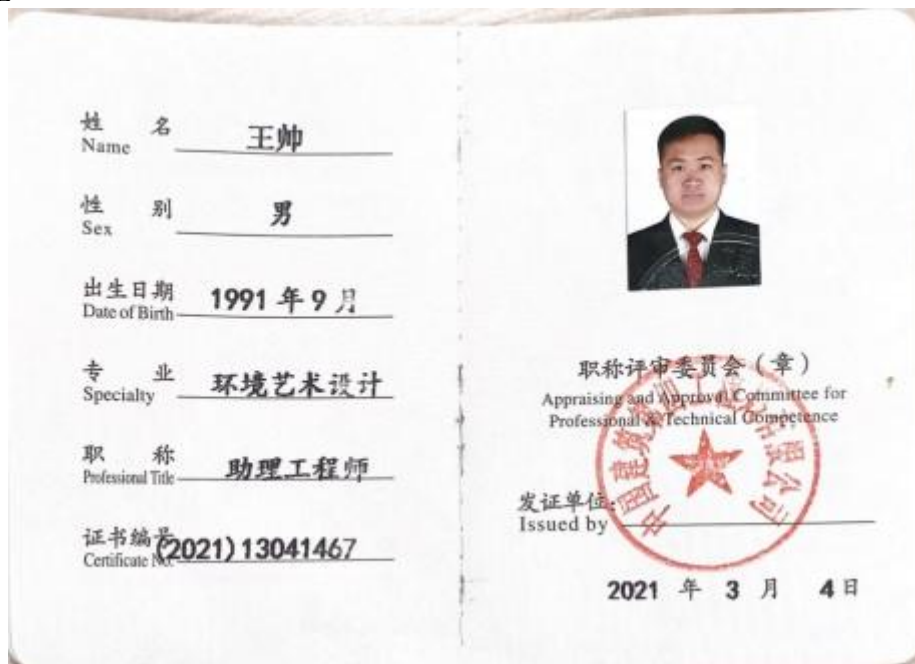 姓 名 王帅
Name
性 别 男
Sex
出生日期 1991 年 9 月
Date of Birth
专 业 环境艺术设计
Specialty
职 称 助理工程师
Professional Title
证书编号 (2021) 13041467
Certificate No.
职称评审委员会（章）
Appraising and Approval Committee for
Professional & Technical Competence
发证单位:
Issued by
2021 年 3 月 4 日